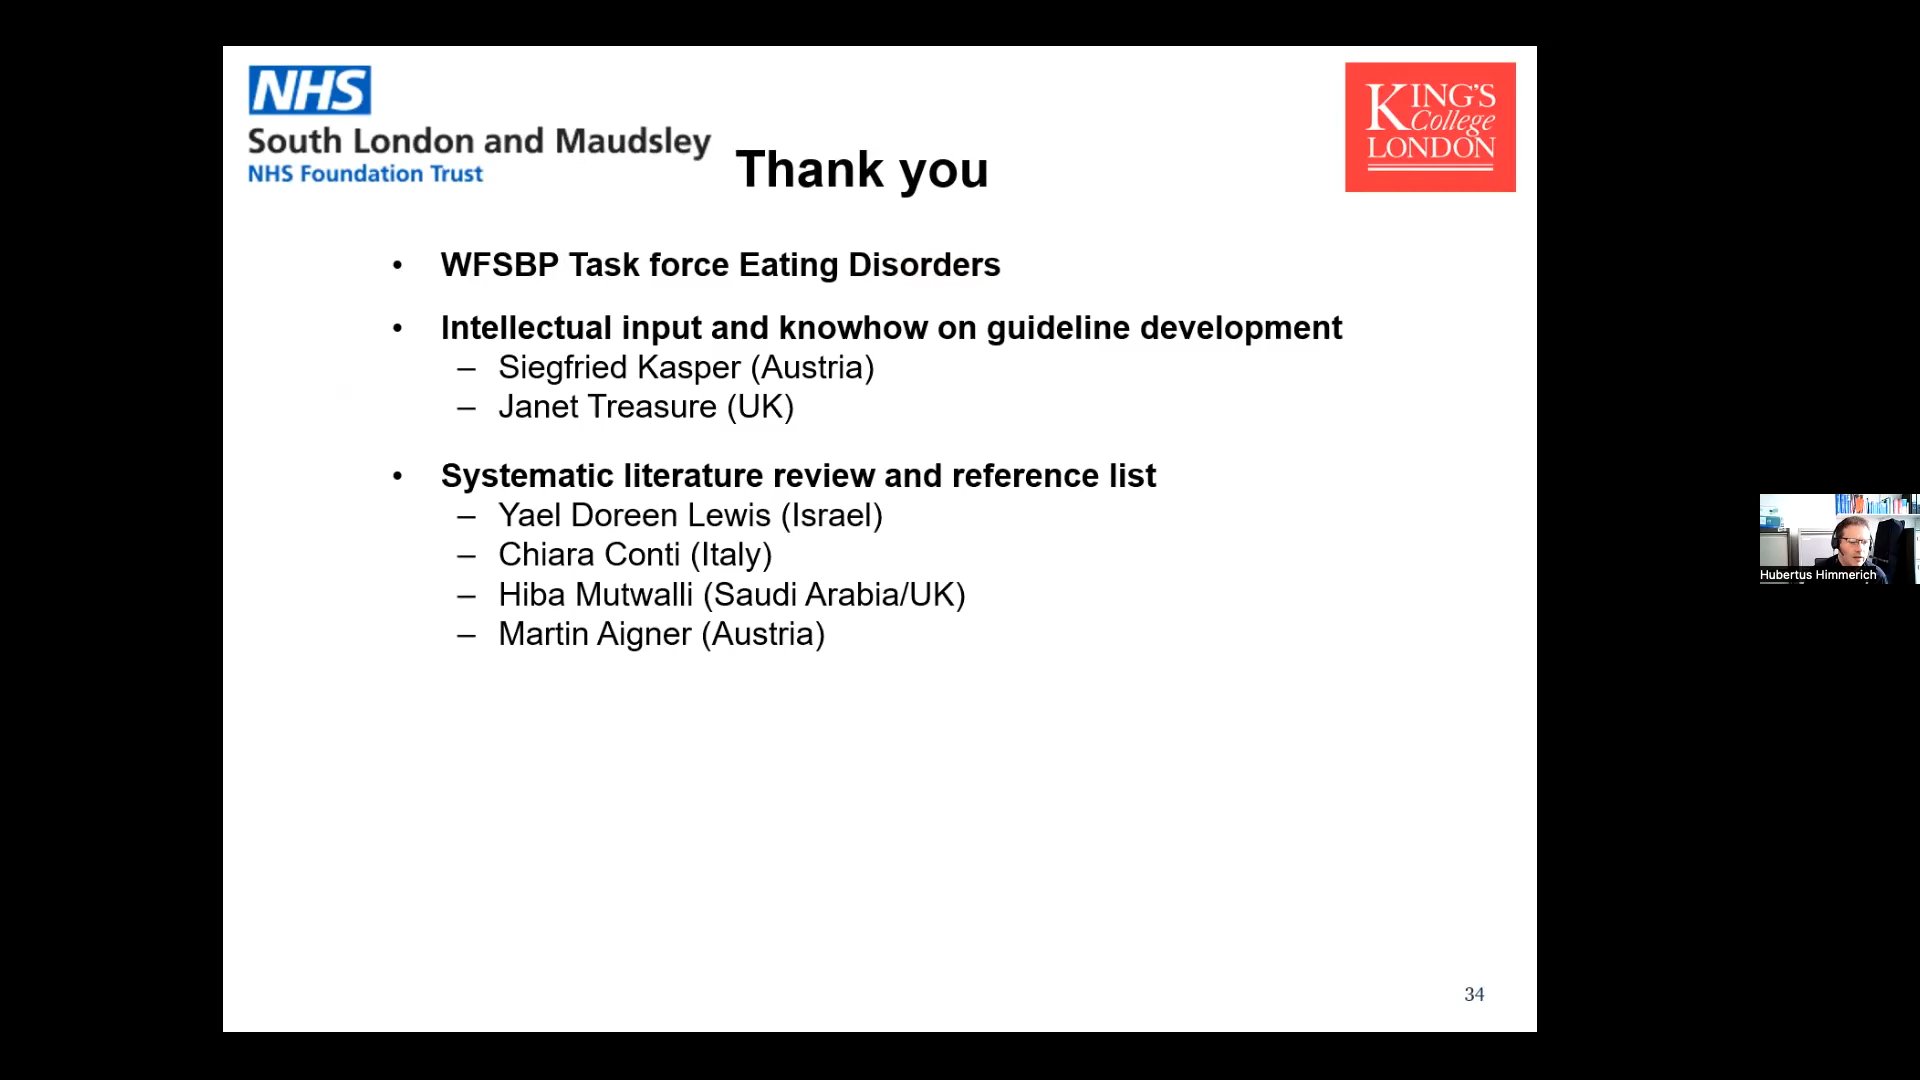 NHS
South London and Maudsley
NHS Foundation Trust
KING'S
College
LONDON
Thank you
• WFSBP Task force Eating Disorders
• Intellectual input and knowhow on guideline development
– Siegfried Kasper (Austria)
– Janet Treasure (UK)
• Systematic literature review and reference list
– Yael Doreen Lewis (Israel)
– Chiara Conti (Italy)
– Hiba Mutwalli (Saudi Arabia/UK)
– Martin Aigner (Austria)
Hubertus Himmerich
34